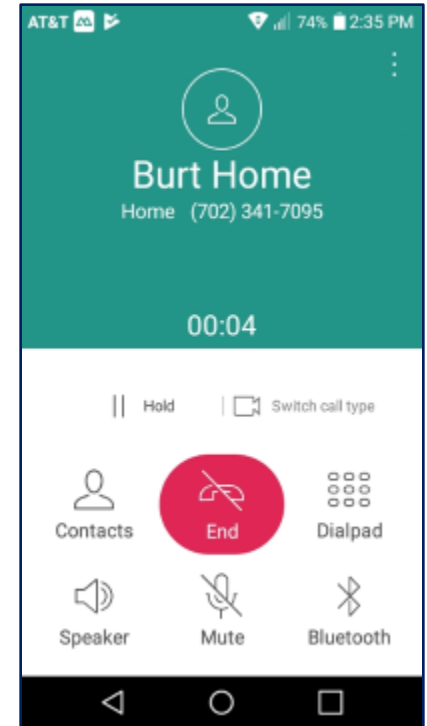 AT&T 74% 2:35 PM
Burt Home
Home (702) 341-7095
00:04
Hold Switch call type
Contacts End Dialpad
Speaker Mute Bluetooth